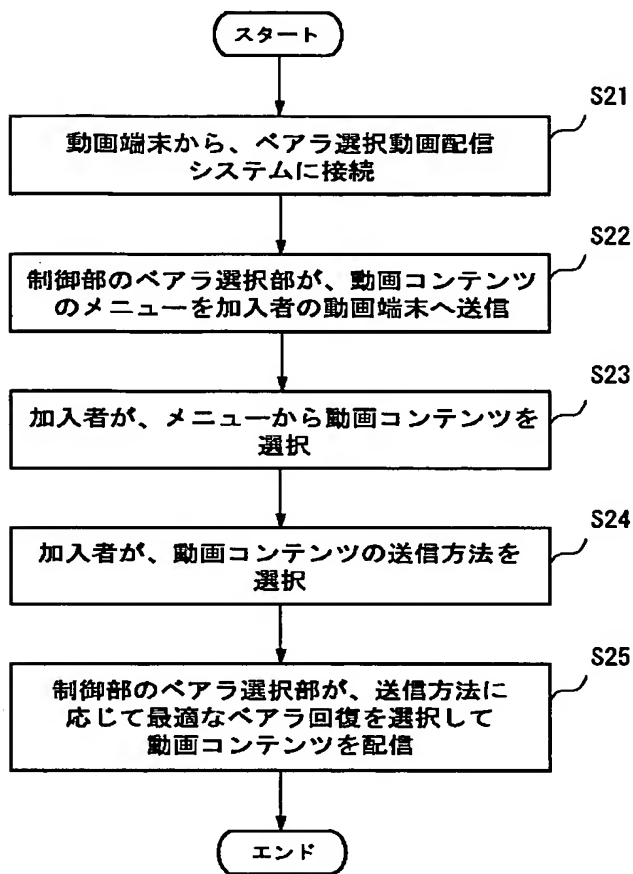 スタート
S21
動画端末から、ベアラ選択動画配信
システムに接続
S22
制御部のベアラ選択部が、動画コンテンツ
のメニューを加入者の動画端末へ送信
S23
加入者が、メニューから動画コンテンツを
選択
S24
加入者が、動画コンテンツの送信方法を
選択
S25
制御部のベアラ選択部が、送信方法に
応じて最適なベアラ回復を選択して
動画コンテンツを配信
エンド